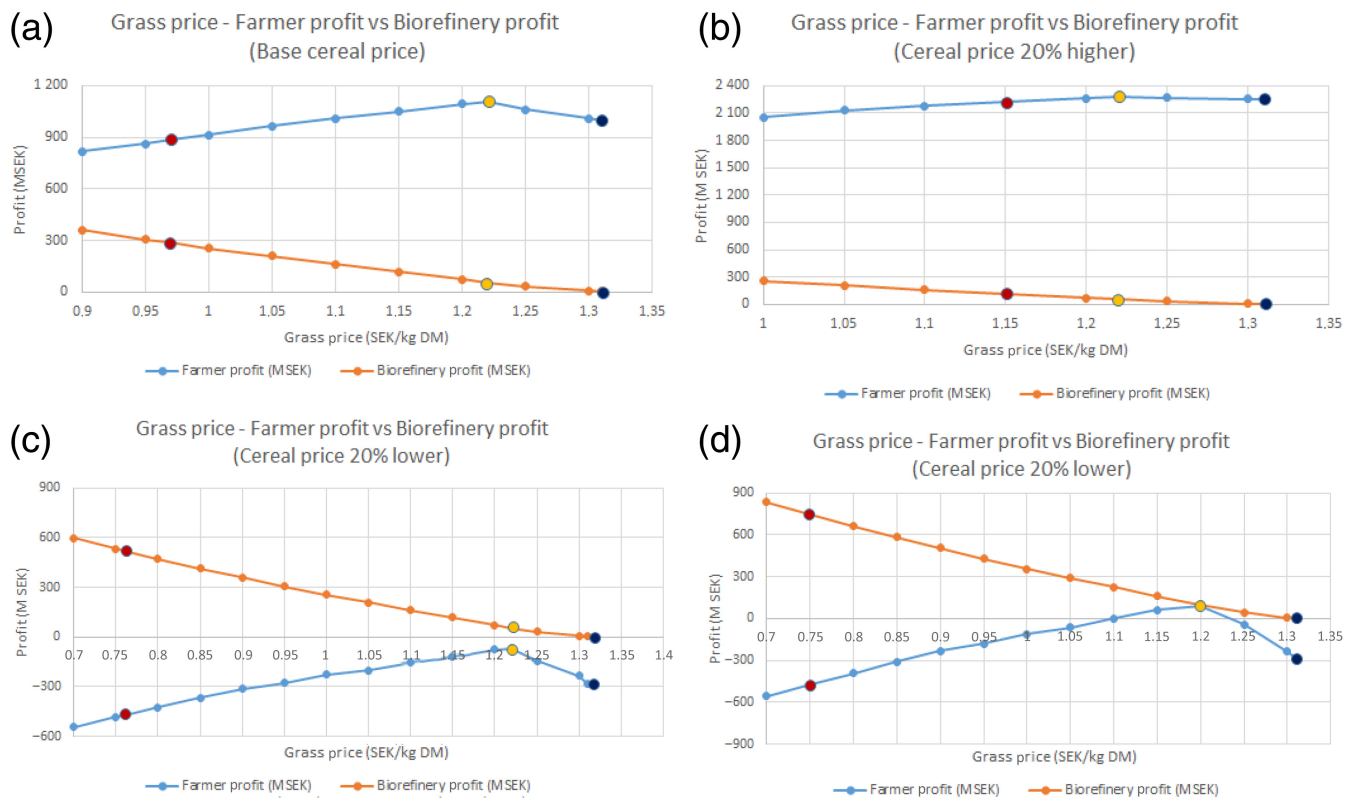 (a)
Grass price - Farmer profit vs Biorefinery profit
(Base cereal price)
1 200
900
600
300
0
Profit (MSEK)
0,9
0,95
1
1,05
1,1
1,15
1,2
1,25
1,3
1,35
Grass price (SEK/kg DM)
Farmer profit (MSEK)
Biorefinery profit (MSEK)
(b)
Grass price - Farmer profit vs Biorefinery profit
(Cereal price 20% higher)
2 400
2 100
1 800
1 500
1 200
900
600
300
0
Profit (M SEK)
1
1,05
1,1
1,15
1,2
1,25
1,3
1,35
Grass price (SEK/kg DM)
Farmer profit (MSEK)
Biorefinery profit (MSEK)
(c)
Grass price - Farmer profit vs Biorefinery profit
(Cereal price 20% lower)
900
600
300
0
−300
−600
Profit (M SEK)
0.7
0.75
0.8
0.85
0.9
0.95
1
1.05
1.1
1.15
1.2
1.25
1.3
1.35
1.4
Grass price (SEK/kg DM)
Farmer profit (MSEK)
Biorefinery profit (MSEK)
(d)
Grass price - Farmer profit vs Biorefinery profit
(Cereal price 20% lower)
900
600
300
0
−300
−600
−900
Profit (M SEK)
0.7
0.75
0.8
0.85
0.9
0.95
1
1.05
1.1
1.15
1.2
1.25
1.3
1.35
Grass price (SEK/kg DM)
Farmer profit (MSEK)
Biorefinery profit (MSEK)